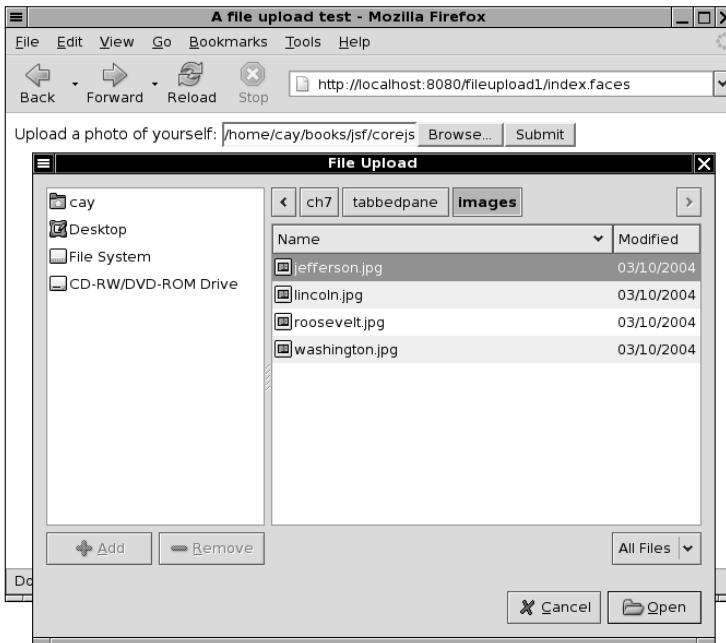 A file upload test - Mozilla Firefox
File Edit View Go Bookmarks Tools Help
Back Forward Reload Stop http://localhost:8080/fileupload1/index.faces
Upload a photo of yourself: /home/cay/books/jsf/corejs Browse... Submit
File Upload
cay
Desktop
File System
CD-RW/DVD-ROM Drive
ch7 tabbedpane images
Name Modified
jefferson.jpg 03/10/2004
lincoln.jpg 03/10/2004
roosevelt.jpg 03/10/2004
washington.jpg 03/10/2004
Add Remove All Files
Cancel Open